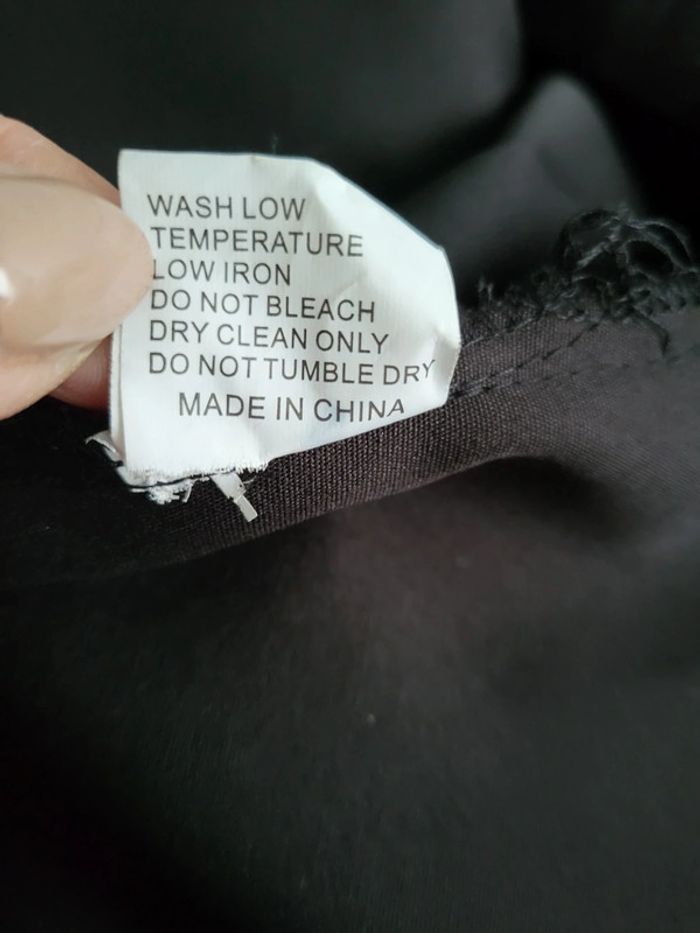 WASH LOW
TEMPERATURE
LOW IRON
DO NOT BLEACH
DRY CLEAN ONLY
DO NOT TUMBLE DRY
MADE IN CHINA